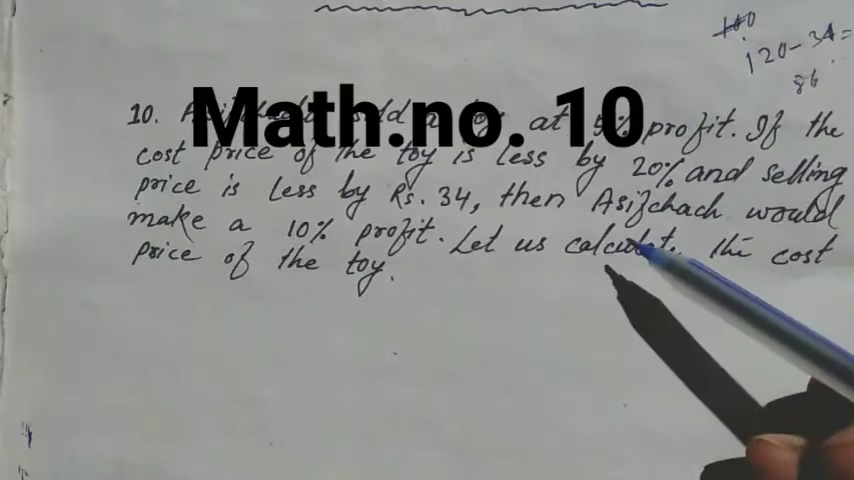 100
120-34=
86
Math.no. 10
10. at 5% profit. If the
cost price of the toy is less by 20% and selling
price is less by Rs. 34, then Asifchach would
make a 10% profit. Let us calculate the cost
price of the toy.